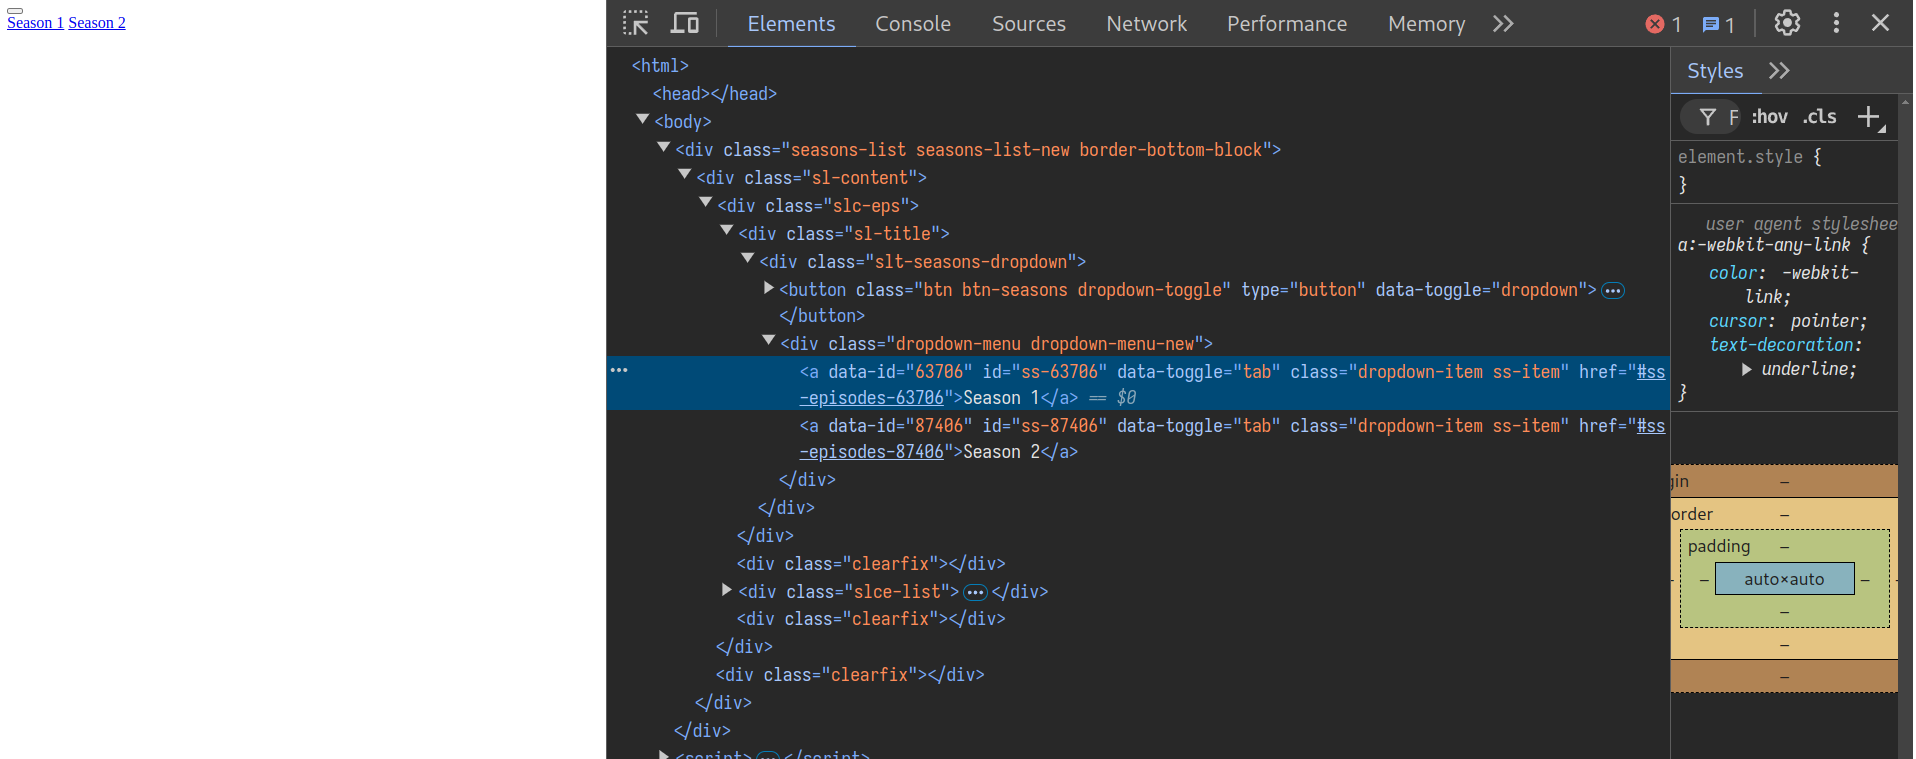 Season 1 Season 2
Elements Console Sources Network Performance Memory 1 1
<html>
<head></head>
<body>
<div class="seasons-list seasons-list-new border-bottom-block">
<div class="sl-content">
<div class="slc-eps">
<div class="sl-title">
<div class="slt-seasons-dropdown">
<button class="btn btn-seasons dropdown-toggle" type="button" data-toggle="dropdown">
</button>
<div class="dropdown-menu dropdown-menu-new">
<a data-id="63706" id="ss-63706" data-toggle="tab" class="dropdown-item ss-item" href="#ss
-episodes-63706">Season 1</a> == $0
<a data-id="87406" id="ss-87406" data-toggle="tab" class="dropdown-item ss-item" href="#ss
-episodes-87406">Season 2</a>
</div>
</div>
</div>
<div class="clearfix"></div>
<div class="slce-list"></div>
<div class="clearfix"></div>
</div>
<div class="clearfix"></div>
</div>
</div>
<script></script>
Styles
F :hov .cls
element.style {
}
user agent styleshee
a:-webkit-any-link {
color: -webkit-
link;
cursor: pointer;
text-decoration:
underline;
}
gin –
order –
padding –
– auto×auto –
–
–
–